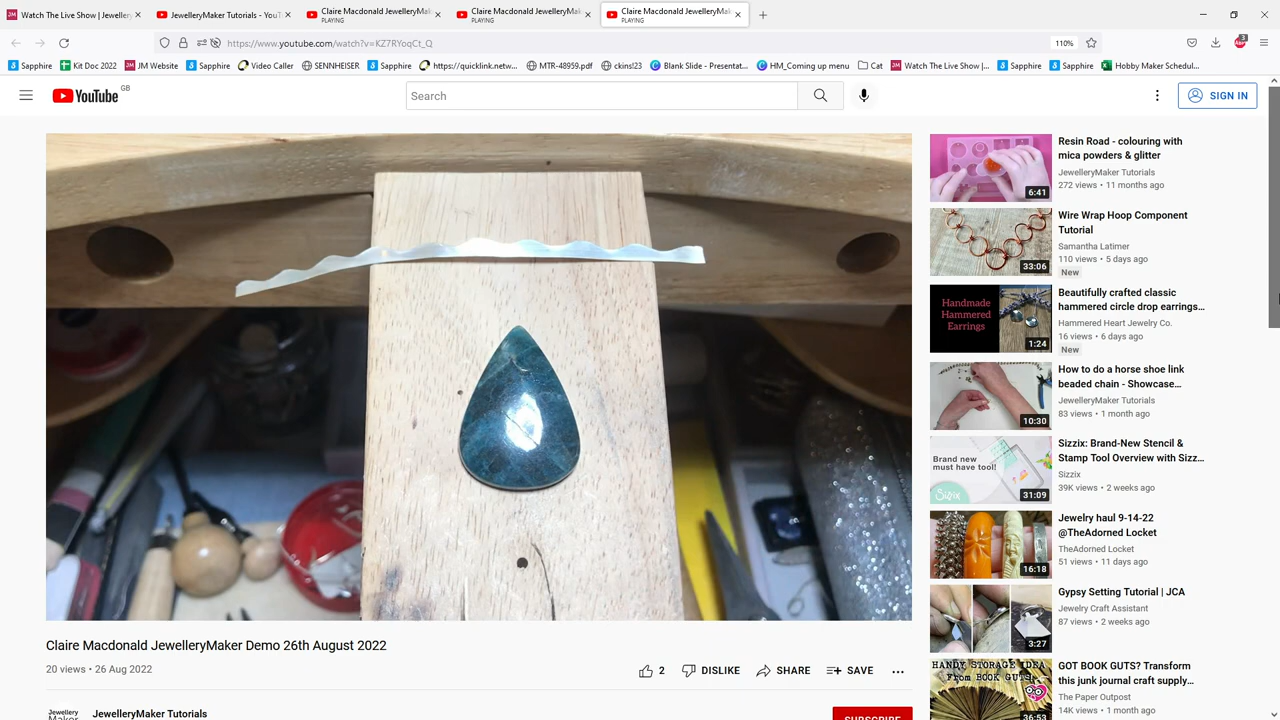 Watch The Live Show | Jeweller
JewelleryMaker Tutorials - YouT
Claire Macdonald JewelleryMak
PLAYING
Claire Macdonald JewelleryMak
PLAYING
Claire Macdonald JewelleryMak
PLAYING
https://www.youtube.com/watch?v=KZ7RYoqCt_Q
110%
3
Sapphire
Kit Doc 2022
JM Website
Sapphire
Video Caller
SENNHEISER
Sapphire
https://quicklink.netw...
MTR-48959.pdf
ckins!23
Blank Slide - Presentat...
HM_Coming up menu
Cat
Watch The Live Show |...
Sapphire
Sapphire
Hobby Maker Schedul...
YouTube GB
Search
SIGN IN
Resin Road - colouring with
mica powders & glitter
JewelleryMaker Tutorials
272 views • 11 months ago
6:41
Wire Wrap Hoop Component
Tutorial
Samantha Latimer
110 views • 5 days ago
New
33:06
Beautifully crafted classic
hammered circle drop earrings...
Hammered Heart Jewelry Co.
16 views • 6 days ago
New
Handmade
Hammered
Earrings
1:24
How to do a horse shoe link
beaded chain - Showcase...
JewelleryMaker Tutorials
83 views • 1 month ago
10:30
Sizzix: Brand-New Stencil &
Stamp Tool Overview with Sizz...
Sizzix
39K views • 2 weeks ago
Brand new
must have tool!
Sizzix
31:09
Jewelry haul 9-14-22
@TheAdorned Locket
TheAdorned Locket
51 views • 11 days ago
16:18
Gypsy Setting Tutorial | JCA
Jewelry Craft Assistant
87 views • 2 weeks ago
3:27
GOT BOOK GUTS? Transform
this junk journal craft supply...
The Paper Outpost
14K views • 1 month ago
HANDY STORAGE IDEA
From BOOK GUTS!
36:53
Claire Macdonald JewelleryMaker Demo 26th August 2022
20 views • 26 Aug 2022
2
DISLIKE
SHARE
SAVE
Jewellery
Maker
JewelleryMaker Tutorials
SUBSCRIBE